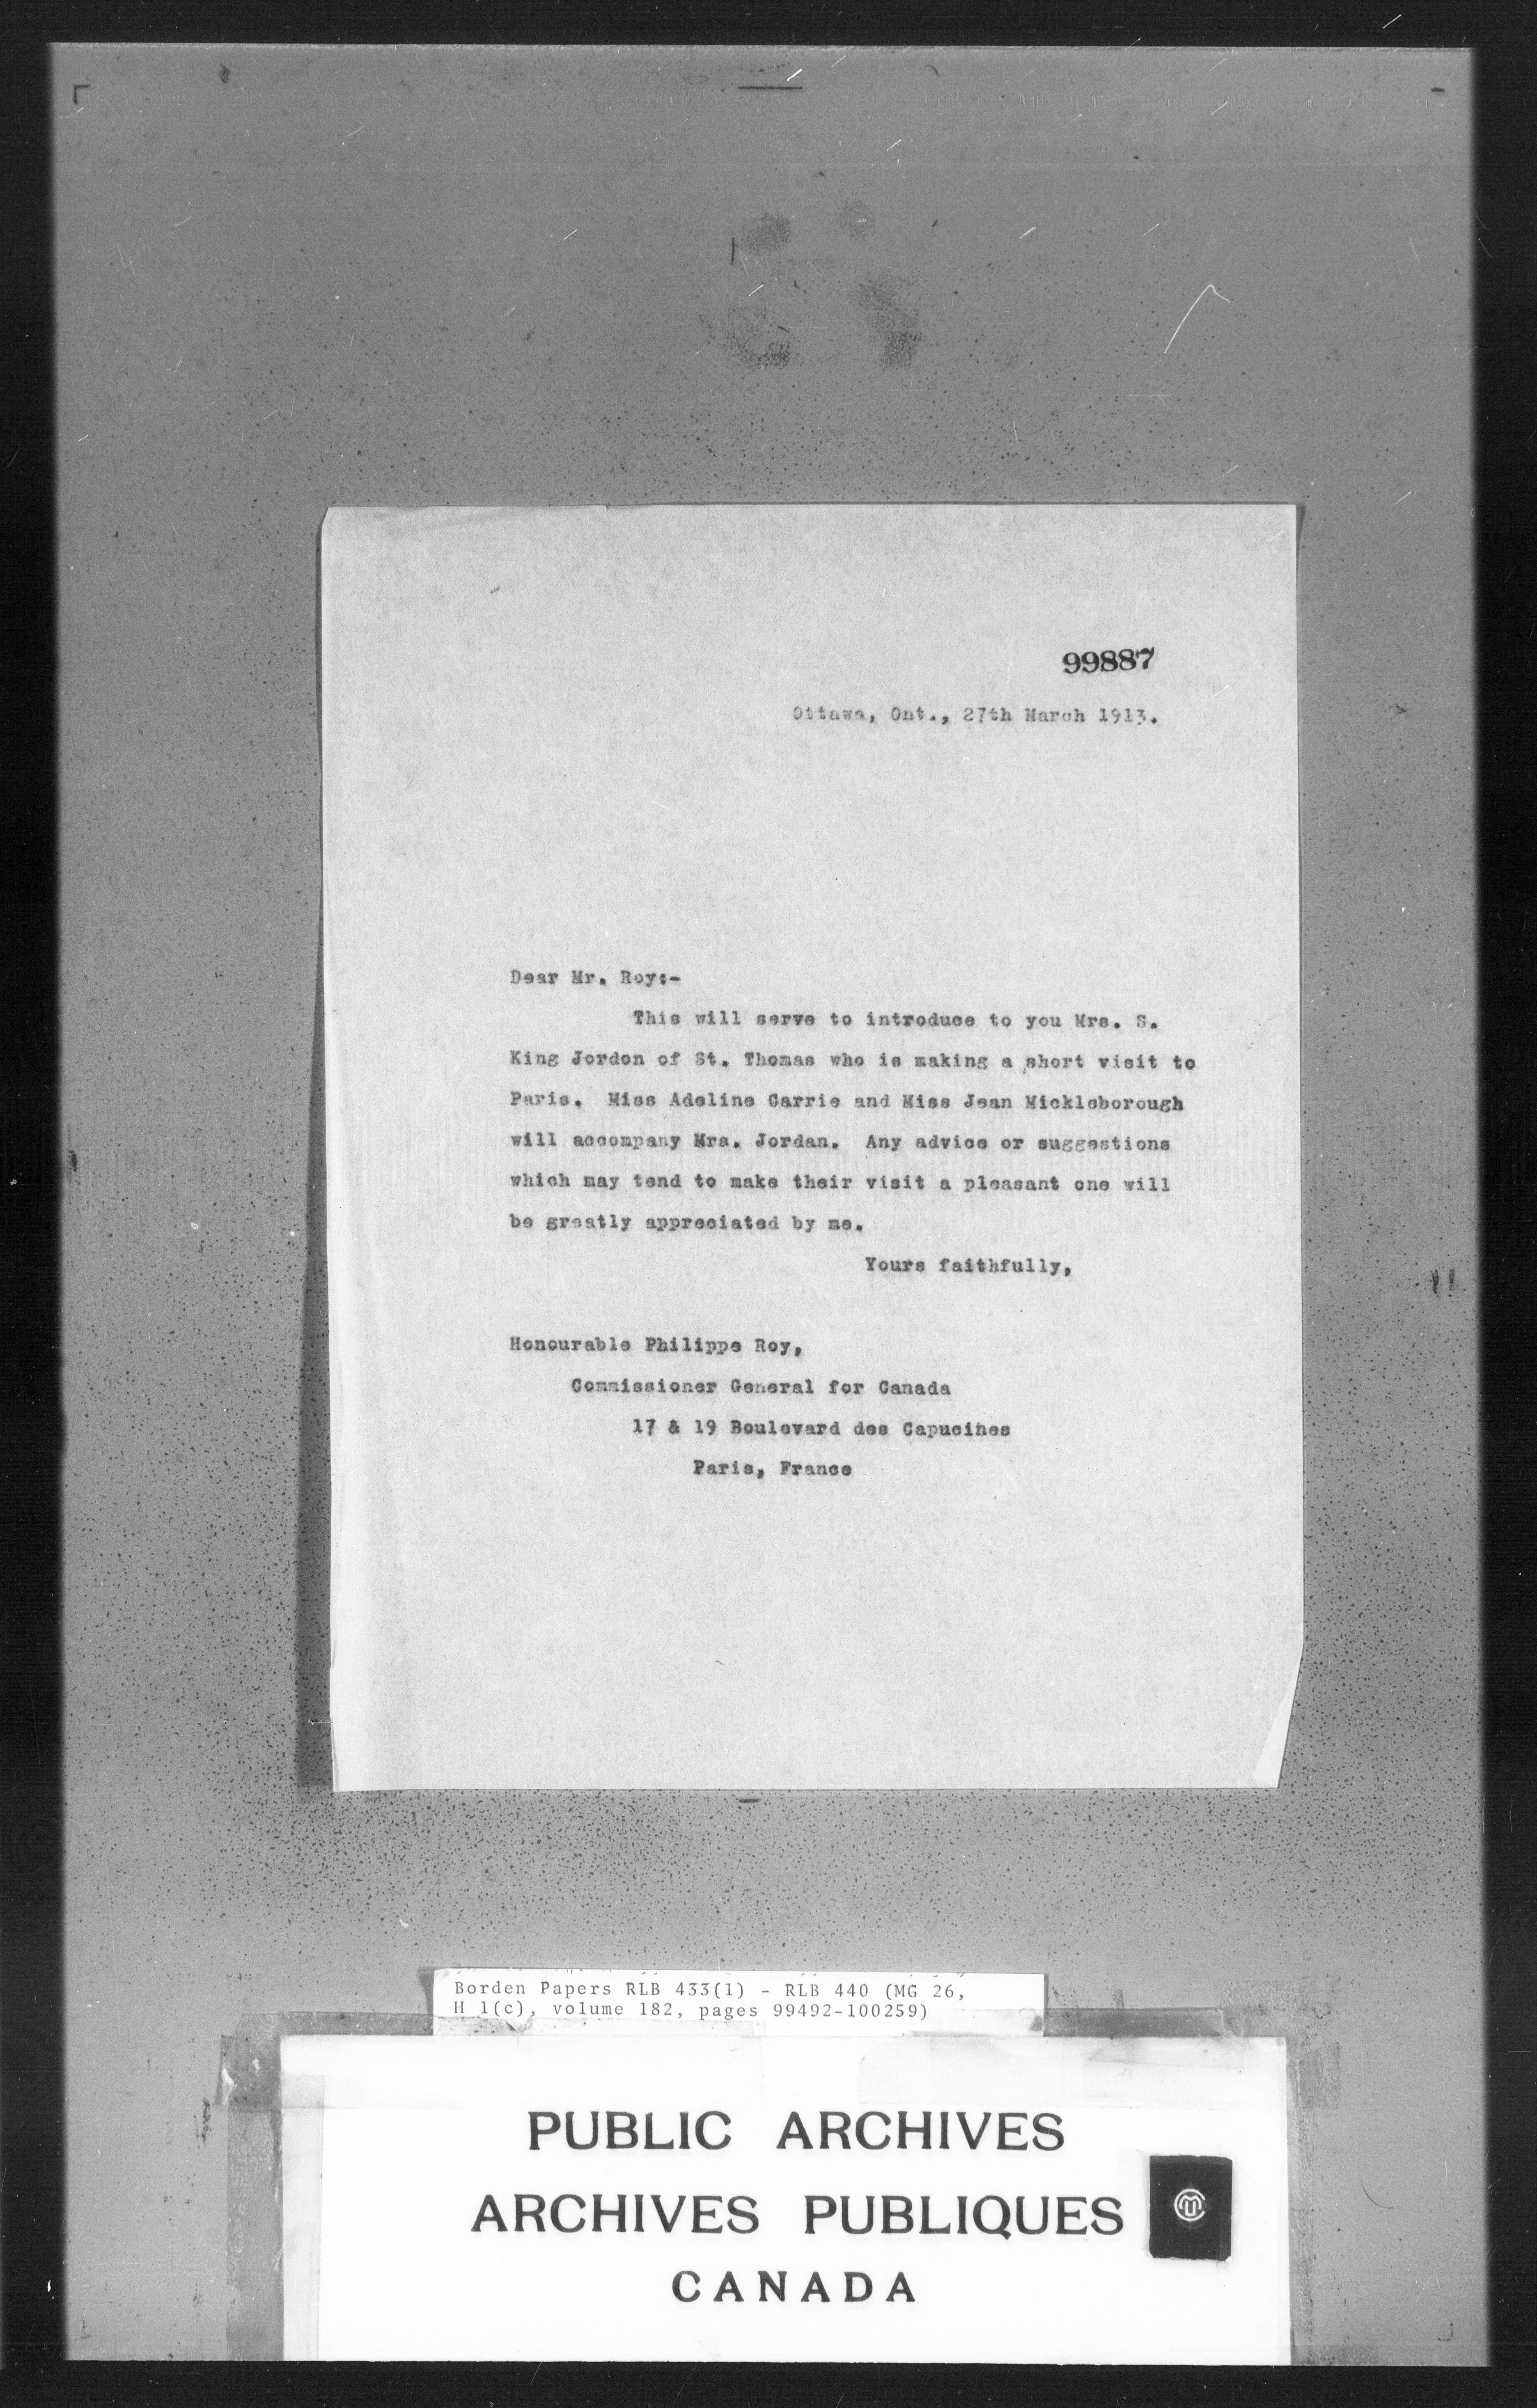 99887
Ottawa, Ont., 27th March 1913.
Dear Mr. Roy:-
This will serve to introduce to you Mrs. S.
King Jordon of St. Thomas who is making a short visit to
Paris. Miss Adeline Carrie and Miss Jean Mickleborough
will accompany Mrs. Jordan. Any advice or suggestions
which may tend to make their visit a pleasant one will
be greatly appreciated by me.
Yours faithfully,
Honourable Philippe Roy,
Commissioner General for Canada
17 & 19 Boulevard des Capucines
Paris, France
Borden Papers RLB 433(1) - RLB 440 (MG 26,
H 1(c), volume 182, pages 99492-100259)
PUBLIC ARCHIVES
ARCHIVES PUBLIQUES
CANADA